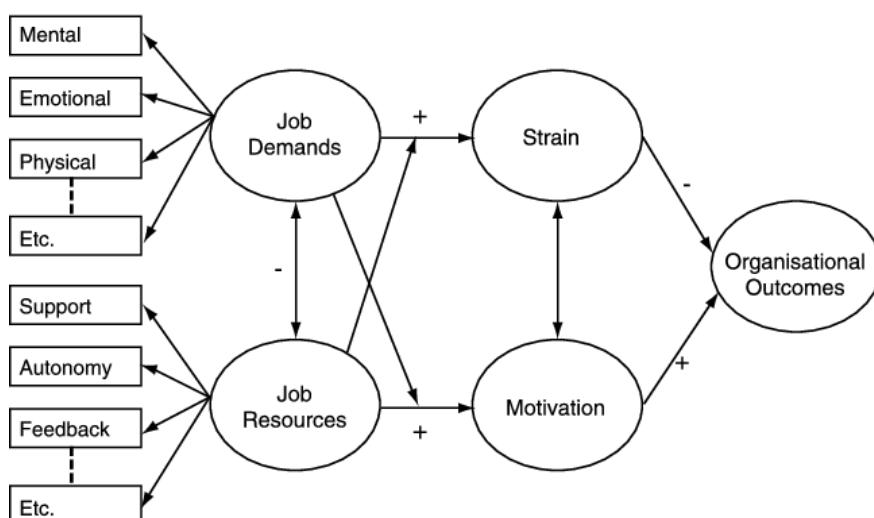 Mental
Emotional
Physical
Etc.
Support
Autonomy
Feedback
Etc.
Job
Demands
-
Job
Resources
+
+
Strain
Motivation
-
+
Organisational
Outcomes